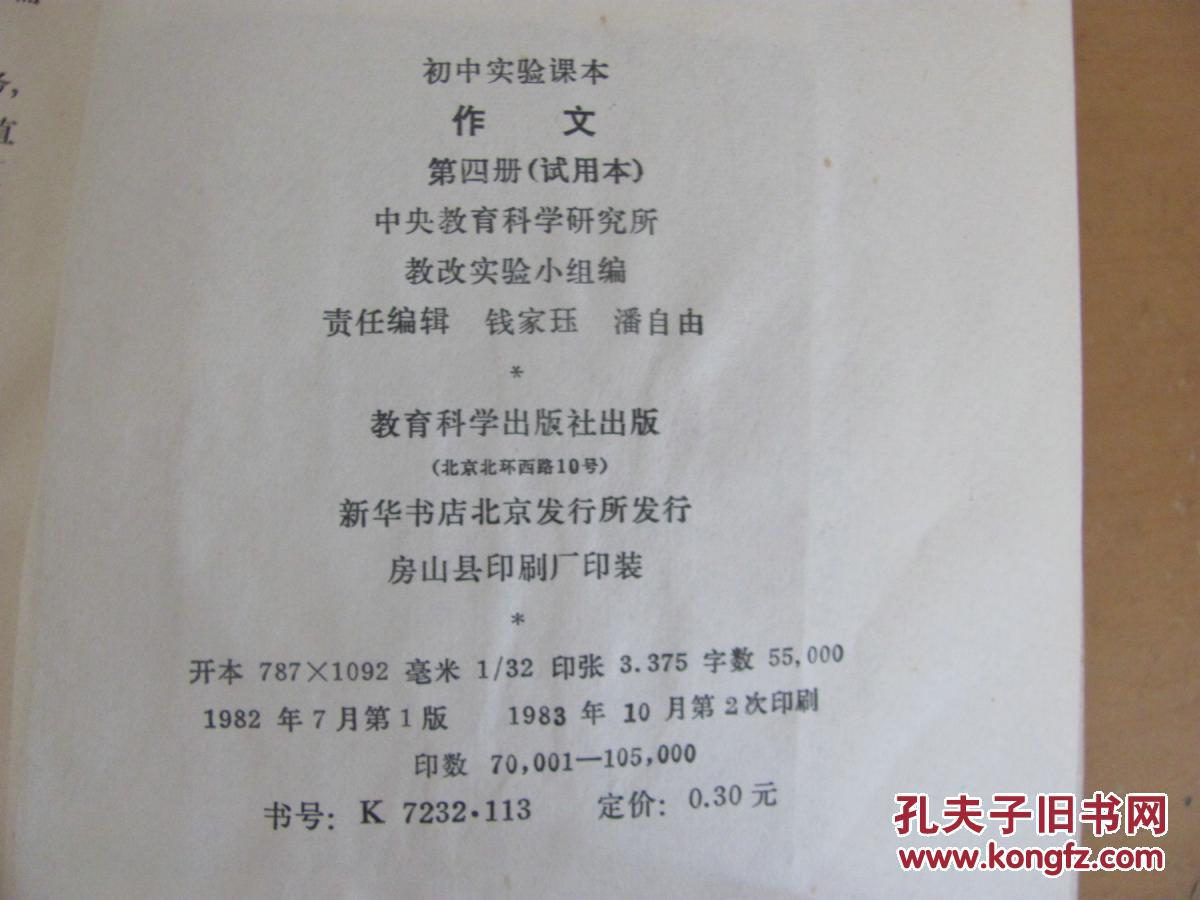 初中实验课本
作 文
第四册(试用本)
中央教育科学研究所
教改实验小组编
责任编辑 钱家珏 潘自由
*
教育科学出版社出版
(北京北环西路10号)
新华书店北京发行所发行
房山县印刷厂印装
*
开本 787×1092 毫米 1/32 印张 3.375 字数 55,000
1982 年 7 月第 1 版 1983 年 10 月第 2 次印刷
印数 70,001—105,000
书号: K 7232·113 定价: 0.30 元
直
孔夫子旧书网
www.kongfz.com